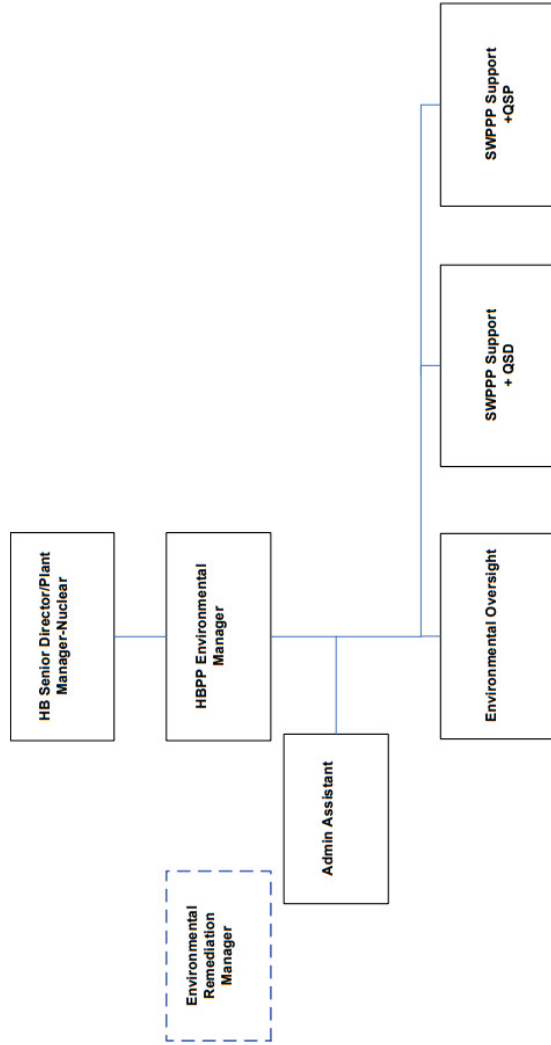 HB Senior Director/Plant
Manager-Nuclear
Environmental
Remediation
Manager
HBPP Environmental
Manager
Admin Assistant
Environmental Oversight
SWPPP Support
+ QSD
SWPPP Support
+QSP